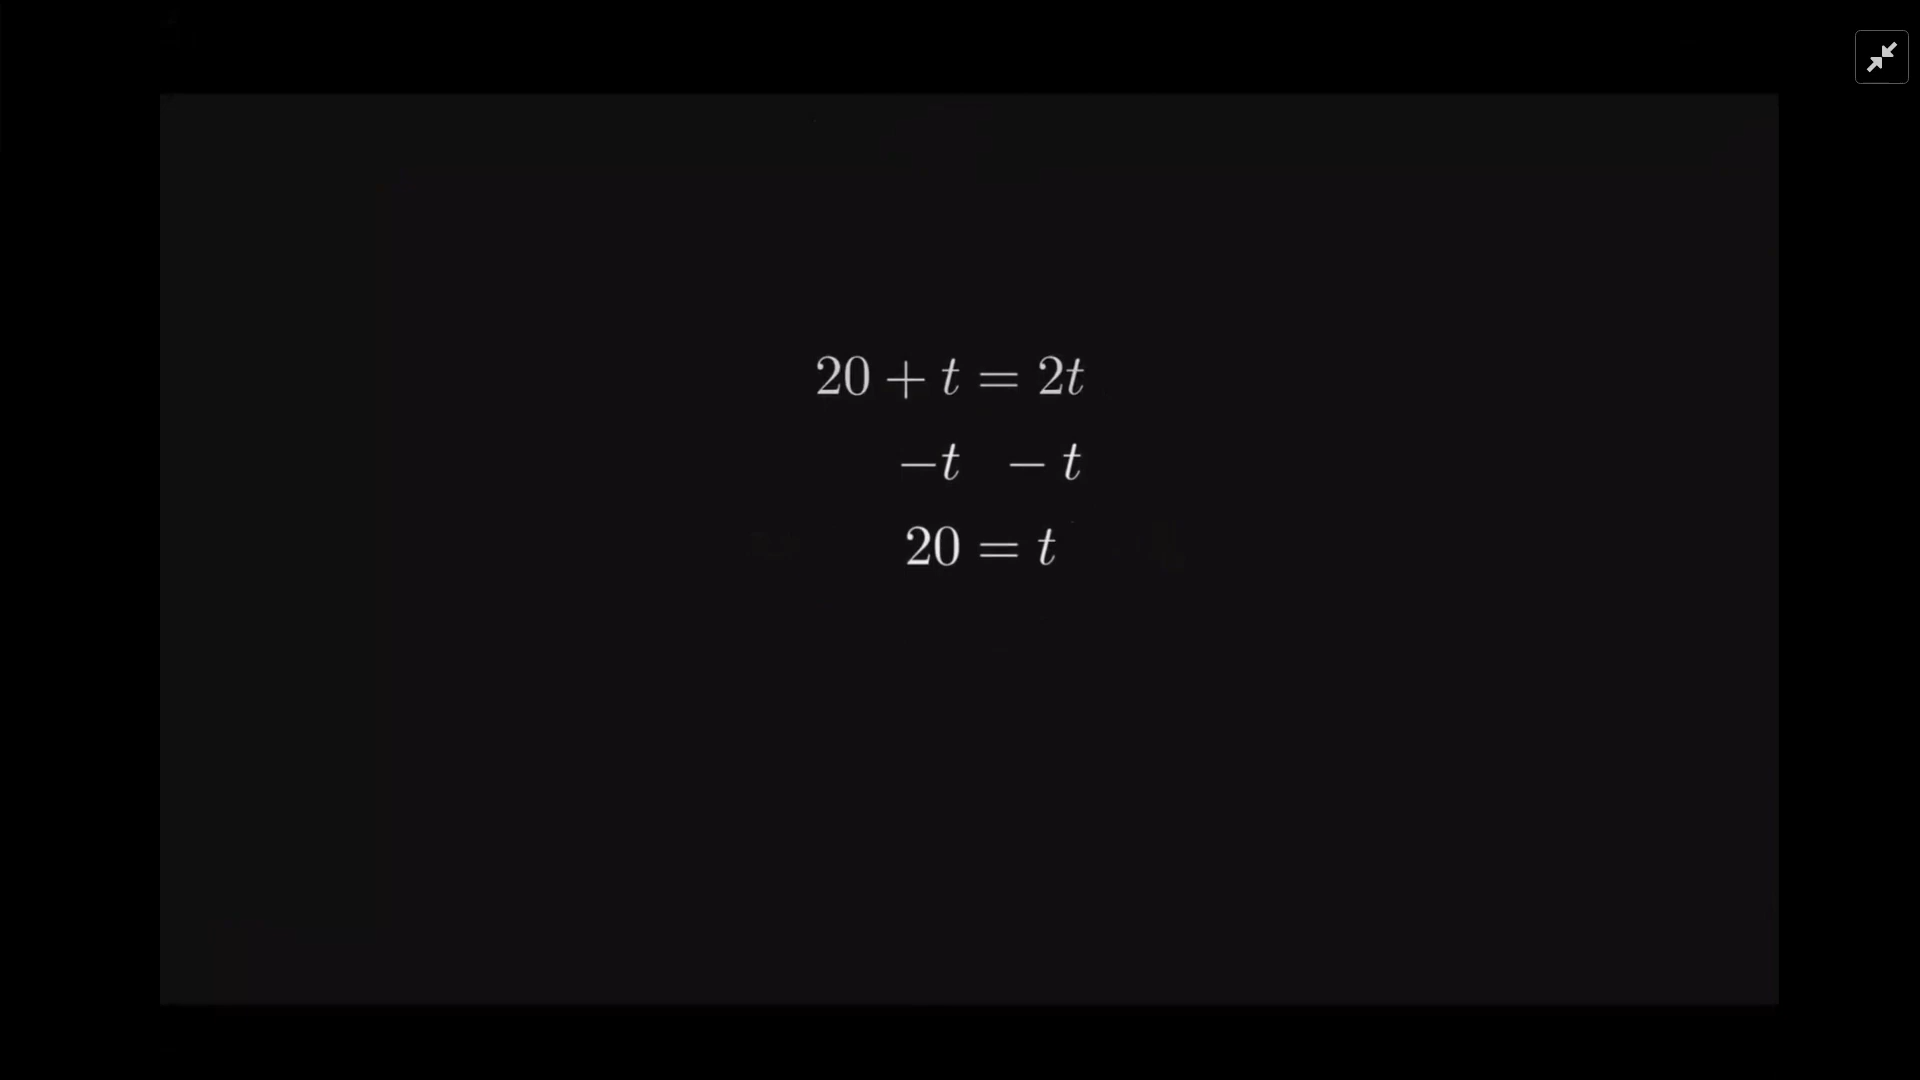 20 + t = 2t
−t − t
20 = t